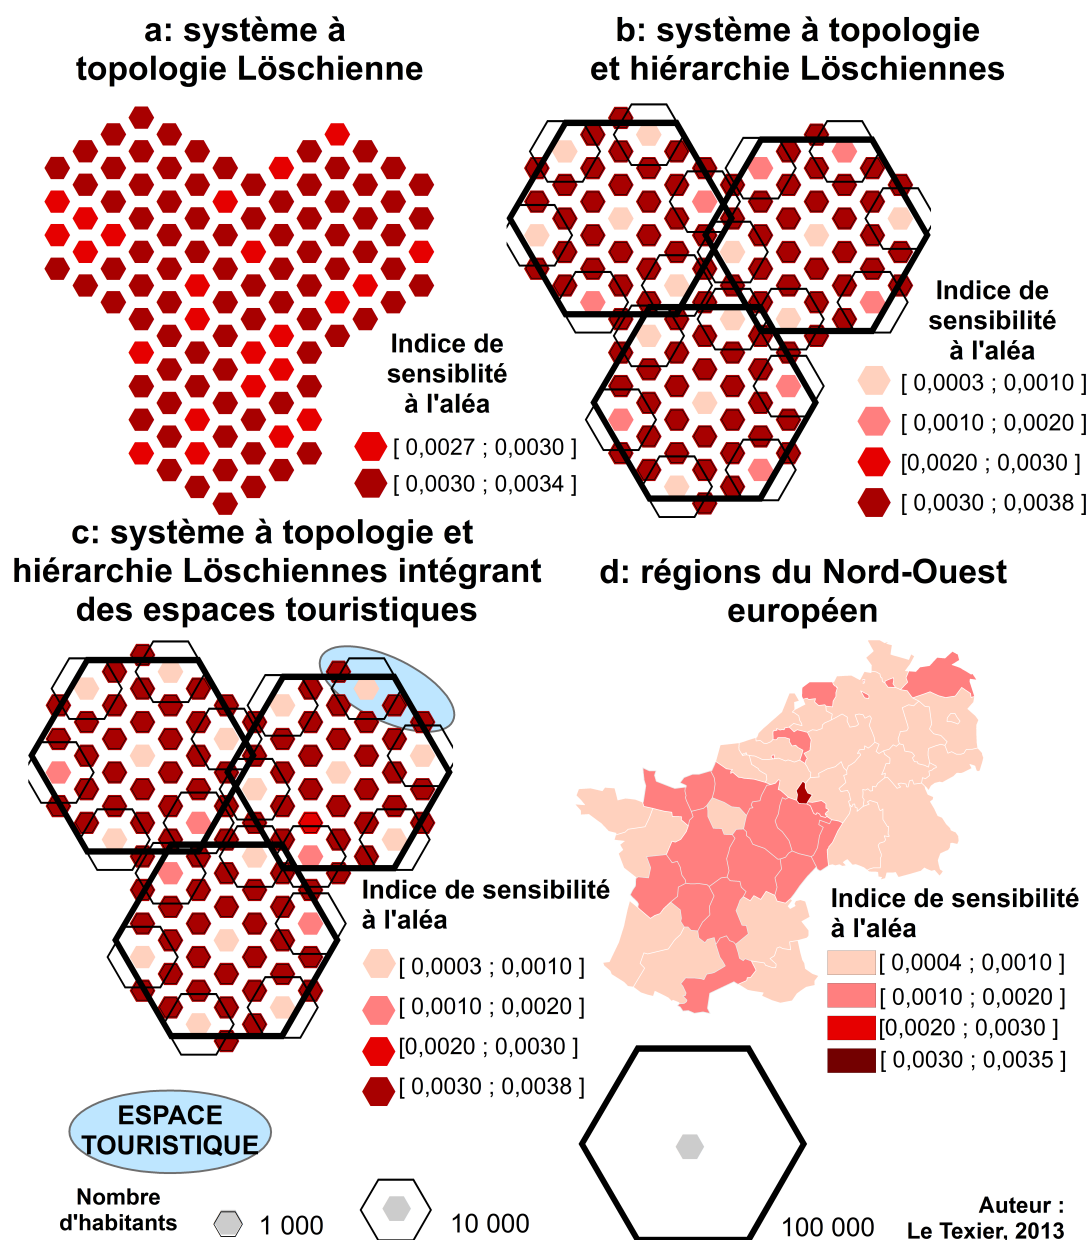 a: système à
topologie Löschienne
b: système à topologie
et hiérarchie Löschiennes
Indice de
sensiblité
à l'aléa
[ 0,0027 ; 0,0030 ]
[ 0,0030 ; 0,0034 ]
Indice de
sensibilité
à l'aléa
[ 0,0003 ; 0,0010 ]
[ 0,0010 ; 0,0020 ]
[0,0020 ; 0,0030 ]
[ 0,0030 ; 0,0038 ]
c: système à topologie et
hiérarchie Löschiennes intégrant
des espaces touristiques
d: régions du Nord-Ouest
européen
Indice de sensibilité
à l'aléa
[ 0,0003 ; 0,0010 ]
[ 0,0010 ; 0,0020 ]
[0,0020 ; 0,0030 ]
[ 0,0030 ; 0,0038 ]
Indice de sensibilité
à l'aléa
[ 0,0004 ; 0,0010 ]
[ 0,0010 ; 0,0020 ]
[0,0020 ; 0,0030 ]
[ 0,0030 ; 0,0035 ]
ESPACE
TOURISTIQUE
Nombre
d'habitants
1 000
10 000
100 000
Auteur :
Le Texier, 2013